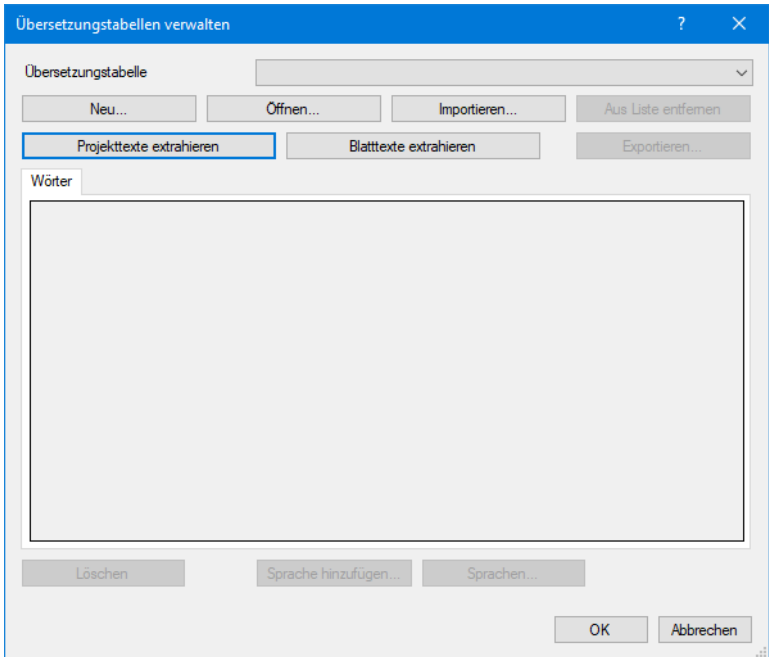 Übersetzungstabellen verwalten ?
Übersetzungstabelle
Neu... Öffnen... Importieren... Aus Liste entfernen
Projekttexte extrahieren Blatttexte extrahieren Exportieren...
Wörter
Löschen Sprache hinzufügen... Sprachen...
OK Abbrechen